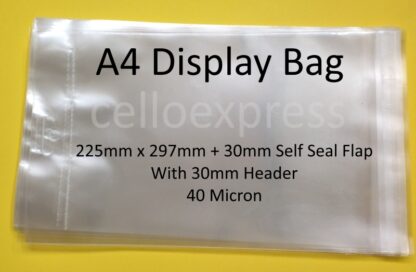 A4 Display Bag
celloexpress
225mm x 297mm + 30mm Self Seal Flap
With 30mm Header
40 Micron